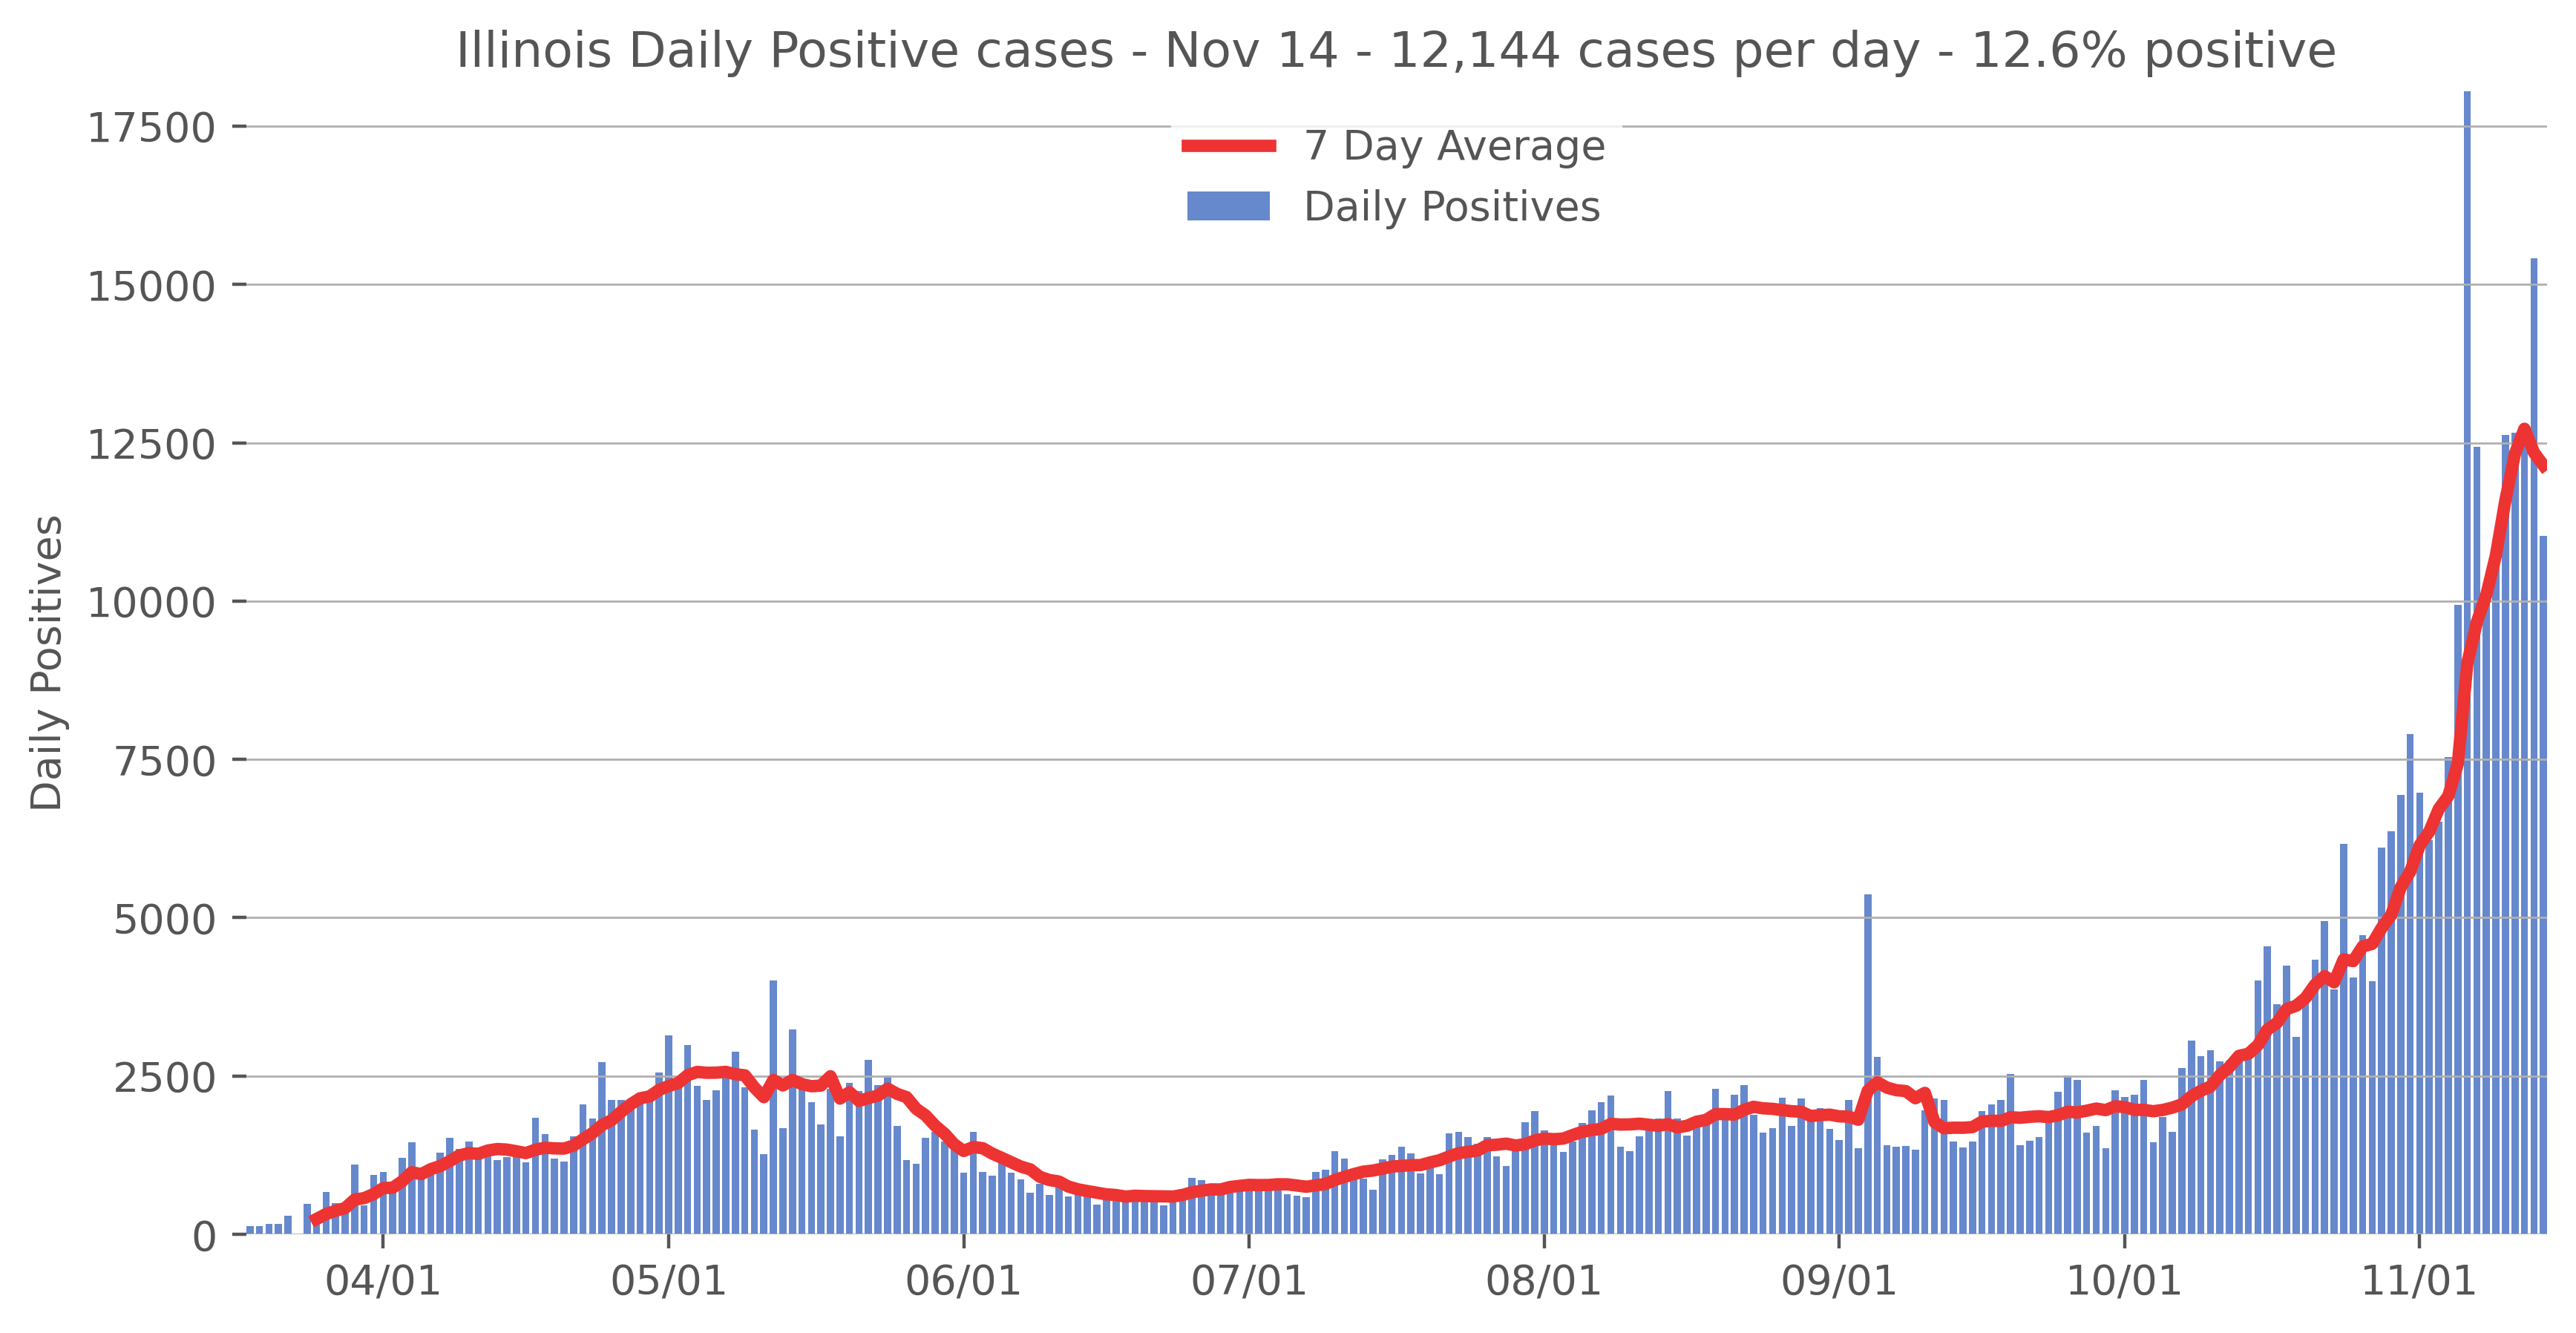 Illinois Daily Positive cases - Nov 14 - 12,144 cases per day - 12.6% positive
7 Day Average
Daily Positives
Daily Positives
17500
15000
12500
10000
7500
5000
2500
0
04/01 05/01 06/01 07/01 08/01 09/01 10/01 11/01